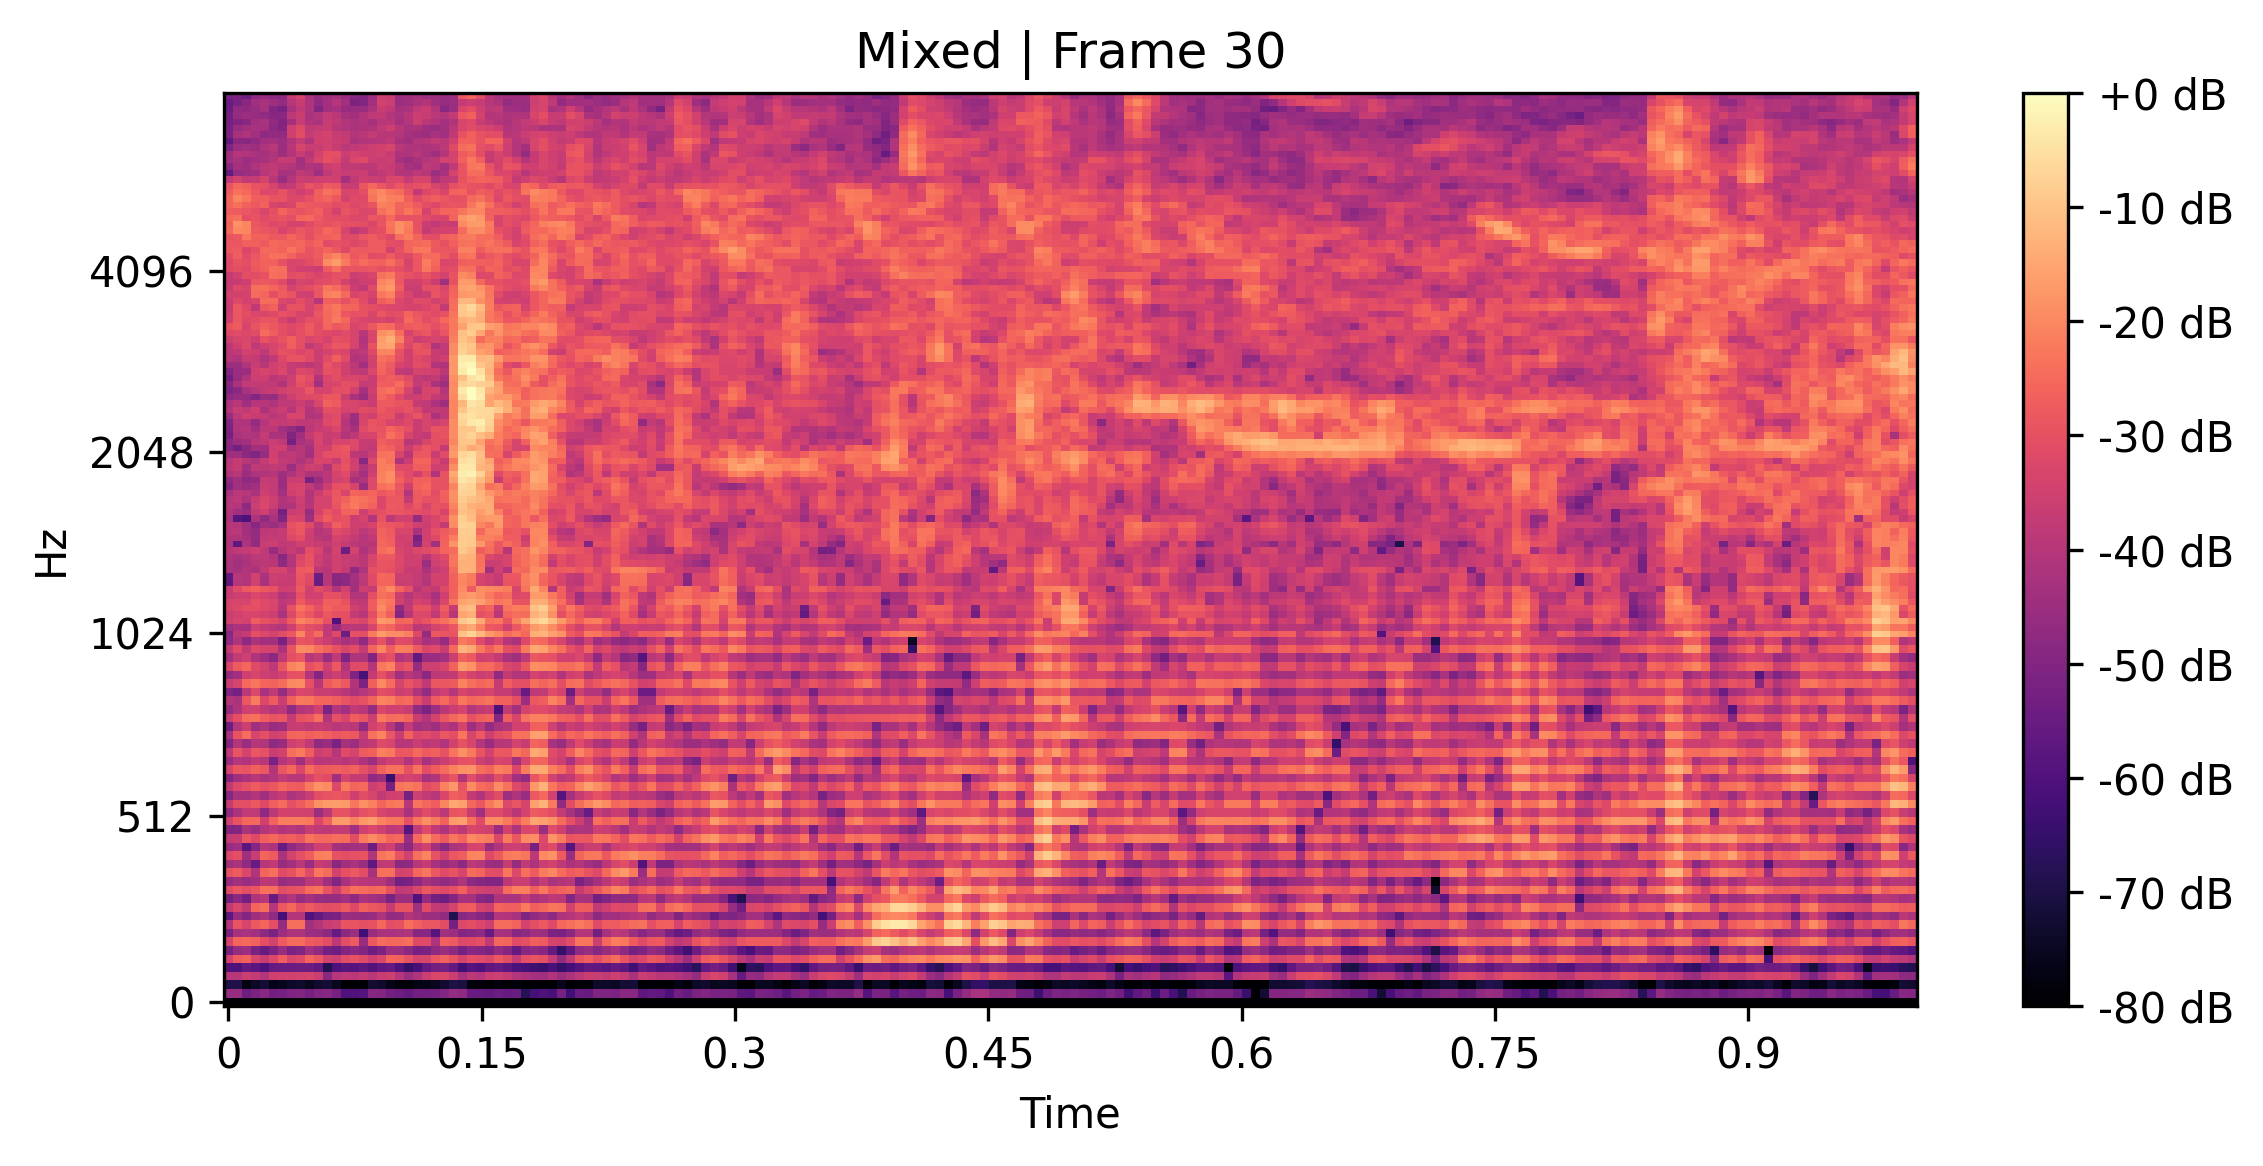 Mixed | Frame 30
Hz
4096
2048
1024
512
0
0 0.15 0.3 0.45 0.6 0.75 0.9
Time
+0 dB
-10 dB
-20 dB
-30 dB
-40 dB
-50 dB
-60 dB
-70 dB
-80 dB